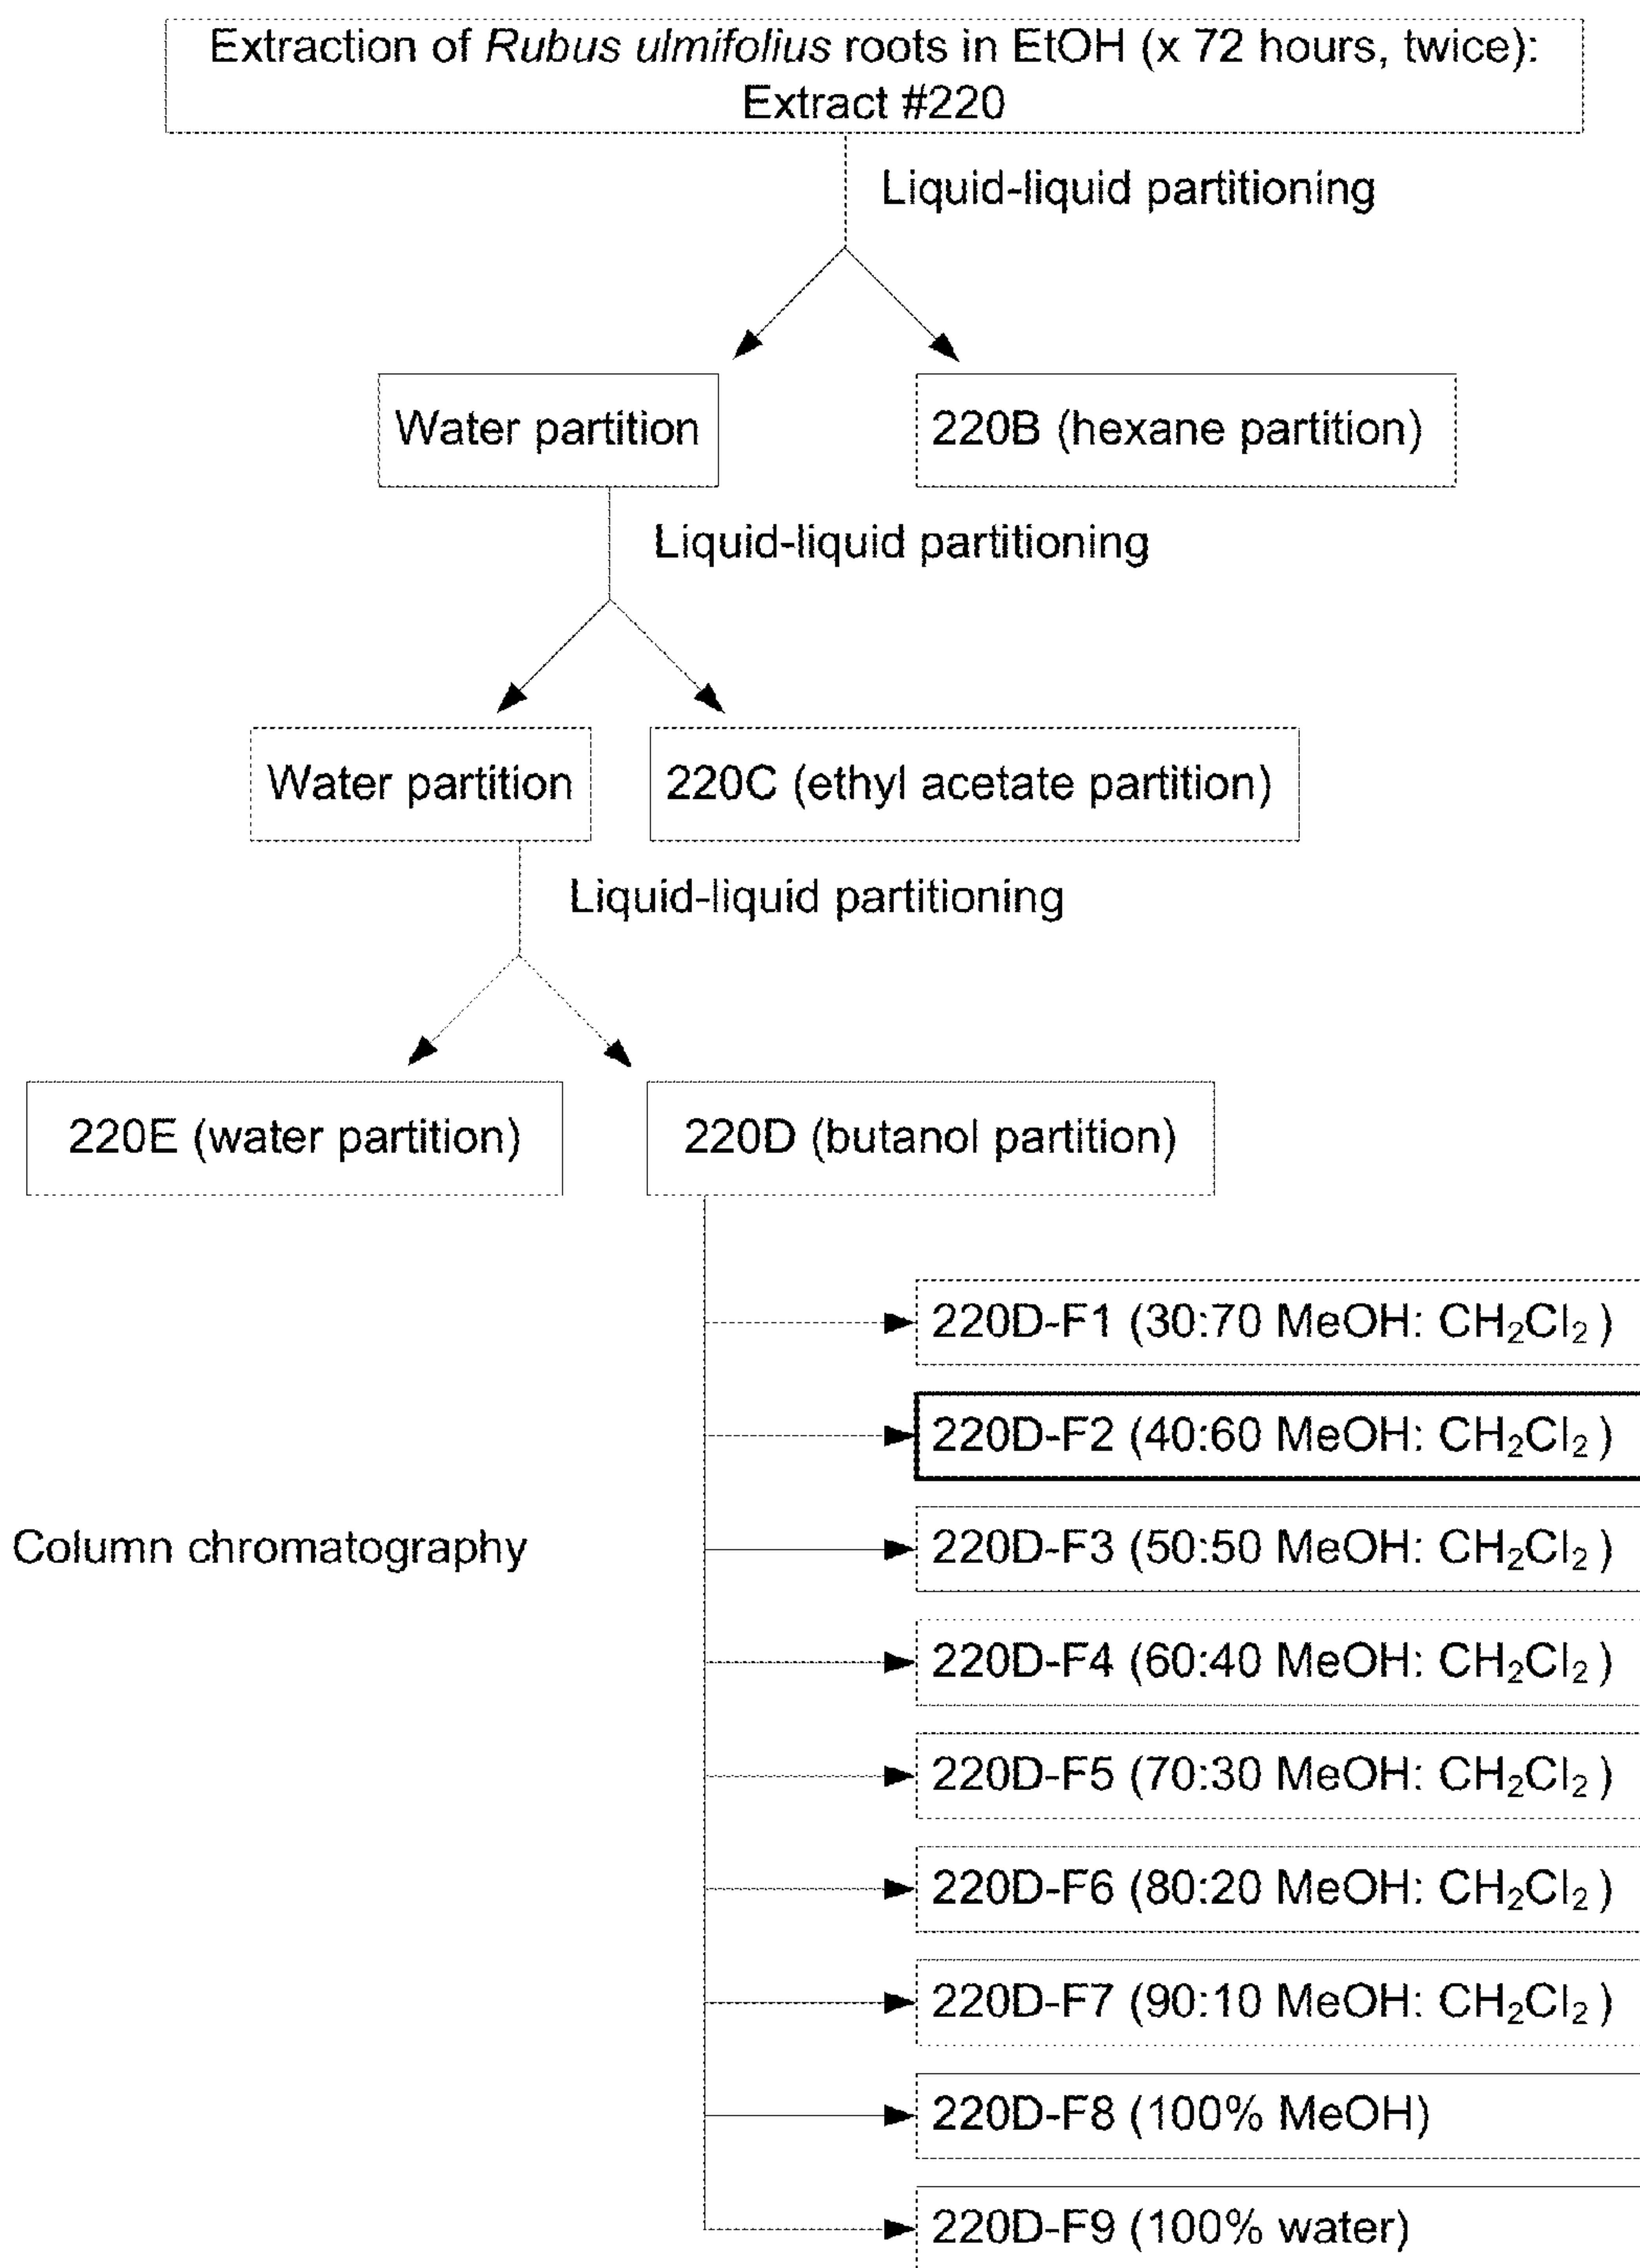 Extraction of Rubus ulmifolius roots in EtOH (x 72 hours, twice):
Extract #220
Liquid-liquid partitioning
Water partition
220B (hexane partition)
Liquid-liquid partitioning
Water partition
220C (ethyl acetate partition)
Liquid-liquid partitioning
220E (water partition)
220D (butanol partition)
220D-F1 (30:70 MeOH: CH₂Cl₂ )
220D-F2 (40:60 MeOH: CH₂Cl₂ )
Column chromatography
220D-F3 (50:50 MeOH: CH₂Cl₂ )
220D-F4 (60:40 MeOH: CH₂Cl₂ )
220D-F5 (70:30 MeOH: CH₂Cl₂ )
220D-F6 (80:20 MeOH: CH₂Cl₂ )
220D-F7 (90:10 MeOH: CH₂Cl₂ )
220D-F8 (100% MeOH)
220D-F9 (100% water)